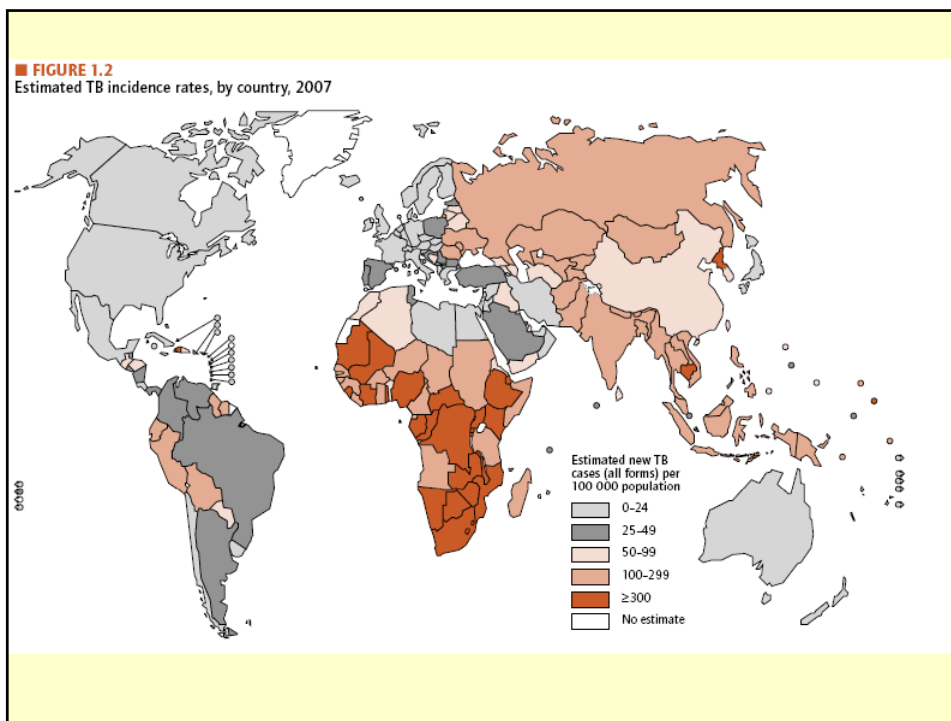 ■ FIGURE 1.2
Estimated TB incidence rates, by country, 2007
Estimated new TB
cases (all forms) per
100 000 population
0–24
25–49
50–99
100–299
≥300
No estimate